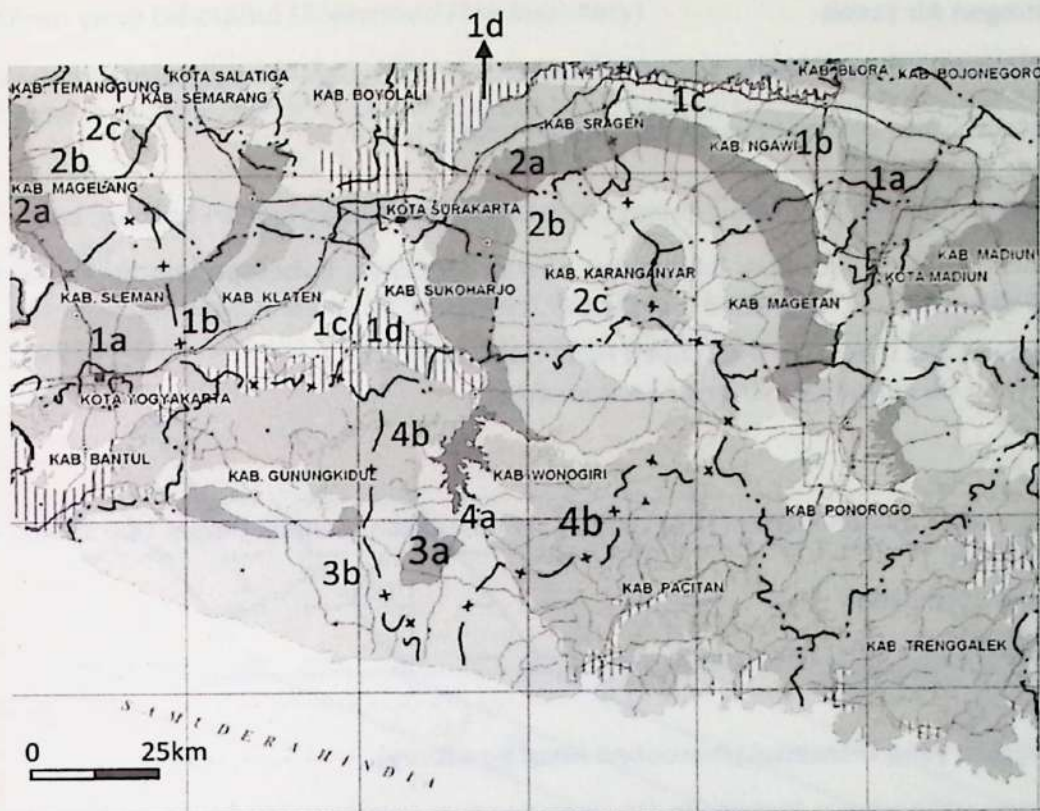 1d
KAB. TEMANGGUNG
KOTA SALATIGA
KAB. SEMARANG
KAB. BOYOLALI
KAB. BLORA
KAB. BOJONEGORO
2c
1c
KAB. SRAGEN
2b
2a
KAB. NGAWI
1b
KAB. MAGELANG
1a
2a
KOTA SURAKARTA
2b
KAB. MADIUN
KAB. KARANGANYAR
KOTA MADIUN
KAB. SLEMAN
KAB. KLATEN
KAB. SUKOHARJO
2c
KAB. MAGETAN
1a
1b
1c
1d
KOTA YOGYAKARTA
4b
KAB. BANTUL
KAB. GUNUNGKIDUL
KAB. WONOGIRI
4a
4b
KAB. PONOROGO
3a
3b
KAB. PACITAN
KAB. TRENGGALEK
SAMUDERA HINDIA
0 25km